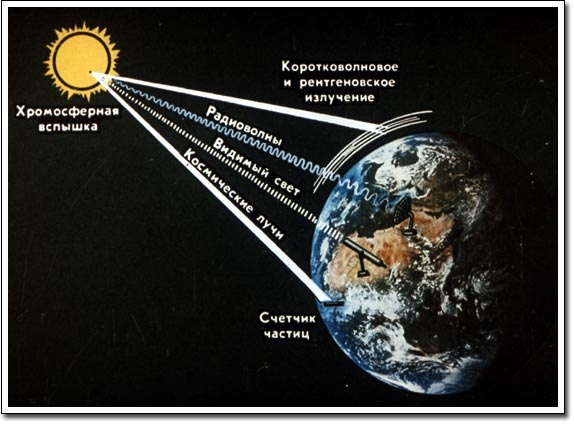 Хромосферная
вспышка
Коротковолновое
и рентгеновское
излучение
Радиоволны
Видимый свет
Космические лучи
Счетчик
частиц